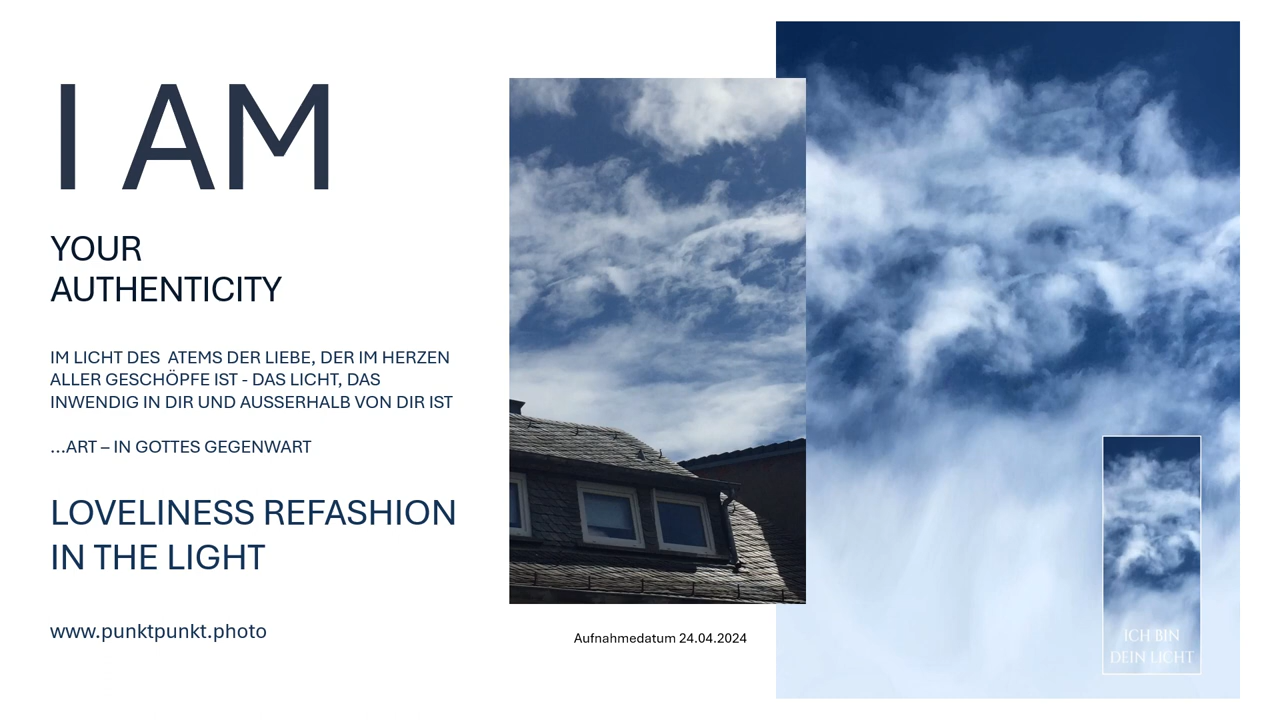 I AM
YOUR
AUTHENTICITY
IM LICHT DES  ATEMS DER LIEBE, DER IM HERZEN
ALLER GESCHÖPFE IST - DAS LICHT, DAS
INWENDIG IN DIR UND AUSSERHALB VON DIR IST
...ART – IN GOTTES GEGENWART
LOVELINESS REFASHION
IN THE LIGHT
www.punktpunkt.photo
Aufnahmedatum 24.04.2024
ICH BIN
DEIN LICHT